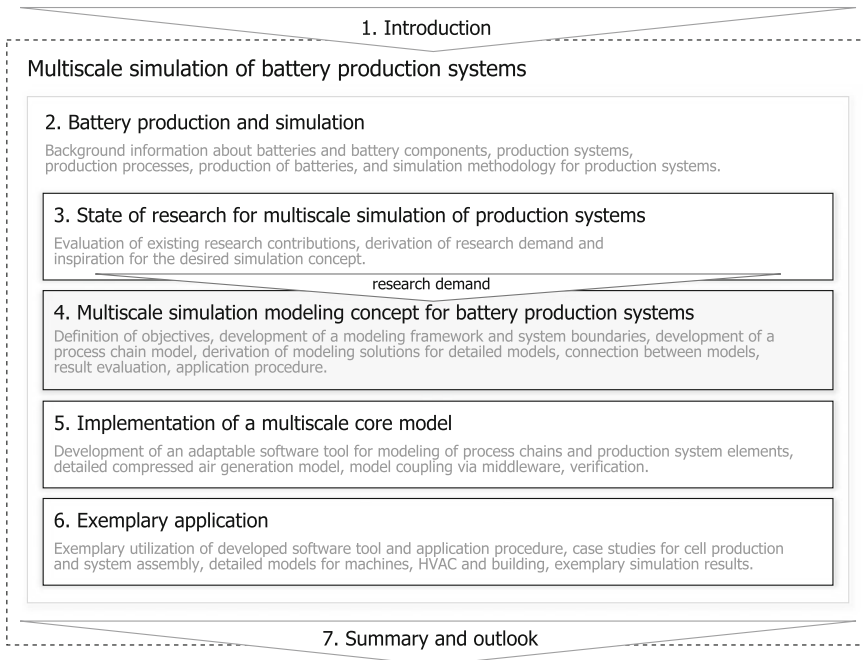 1. Introduction
Multiscale simulation of battery production systems
2. Battery production and simulation
Background information about batteries and battery components, production systems,
production processes, production of batteries, and simulation methodology for production systems.
3. State of research for multiscale simulation of production systems
Evaluation of existing research contributions, derivation of research demand and
inspiration for the desired simulation concept.
research demand
4. Multiscale simulation modeling concept for battery production systems
Definition of objectives, development of a modeling framework and system boundaries, development of a
process chain model, derivation of modeling solutions for detailed models, connection between models,
result evaluation, application procedure.
5. Implementation of a multiscale core model
Development of an adaptable software tool for modeling of process chains and production system elements,
detailed compressed air generation model, model coupling via middleware, verification.
6. Exemplary application
Exemplary utilization of developed software tool and application procedure, case studies for cell production
and system assembly, detailed models for machines, HVAC and building, exemplary simulation results.
7. Summary and outlook